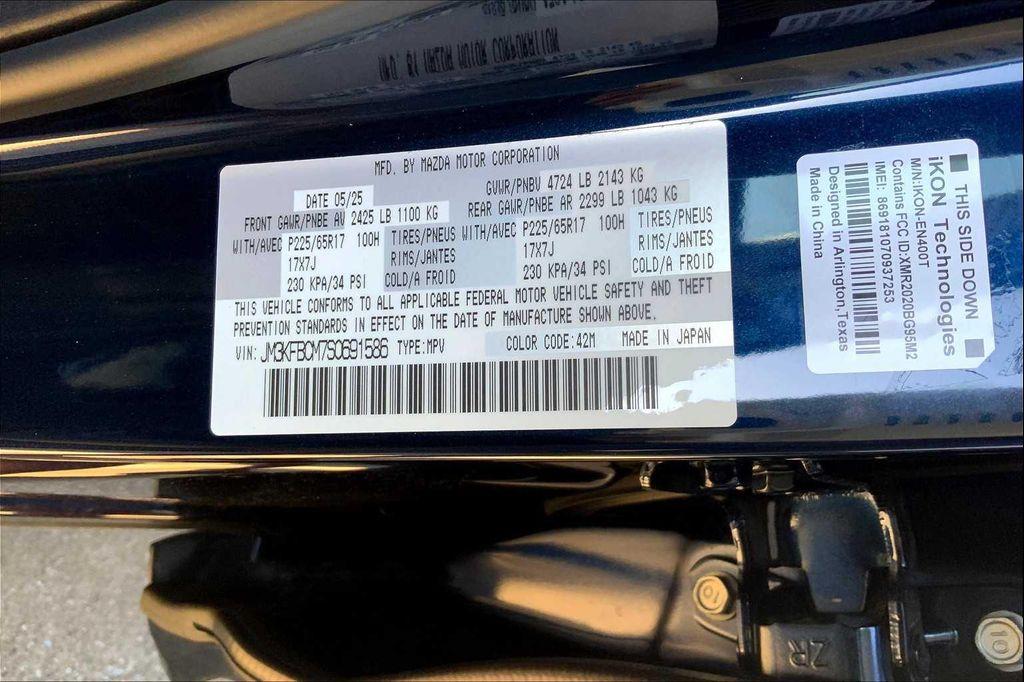 MFD. BY MAZDA MOTOR CORPORATION
DATE 05/25
GVWR/PNBV 4724 LB 2143 KG
FRONT GAWR/PNBE AV 2425 LB 1100 KG
REAR GAWR/PNBE AR 2299 LB 1043 KG
WITH/AVEC P225/65R17 100H TIRES/PNEUS WITH/AVEC P225/65R17 100H TIRES/PNEUS
17X7J RIMS/JANTES 17X7J RIMS/JANTES
230 KPA/34 PSI COLD/A FROID 230 KPA/34 PSI COLD/A FROID
THIS VEHICLE CONFORMS TO ALL APPLICABLE FEDERAL MOTOR VEHICLE SAFETY AND THEFT
PREVENTION STANDARDS IN EFFECT ON THE DATE OF MANUFACTURE SHOWN ABOVE.
VIN: JM3KFBCM7S0691586 TYPE:MPV COLOR CODE:42M MADE IN JAPAN
THIS SIDE DOWN
iKON Technologies
M/N:IKON-EN400T
Contains FCC ID:XMR2020BG95M2
IMEI: 869181070937253
Designed in Arlington,Texas
Made in China
10
ZR
10